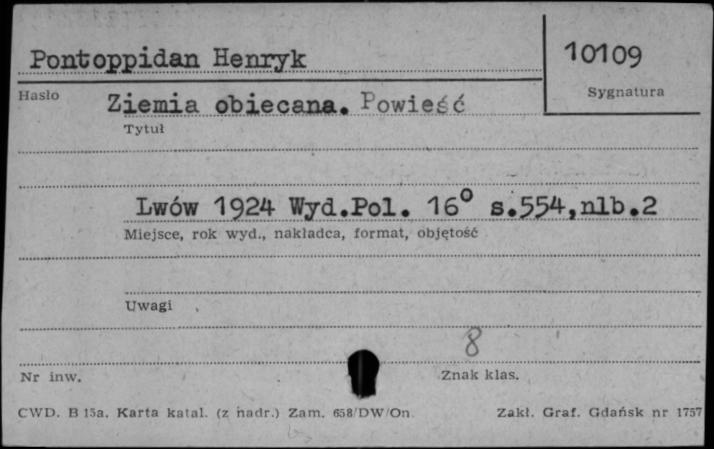 Pontoppidan Henryk
10109
Hasło
Sygnatura
Ziemia obiecana. Powieść
Tytuł
Lwów 1924 Wyd.Pol. 16° s.554,nlb.2
Miejsce, rok wyd., nakładca, format, objętość
Uwagi
8
Nr inw.
Znak klas.
CWD. B 15a. Karta katal. (z nadr.) Zam. 658/DW/On.
Zakł. Graf. Gdańsk nr 1757